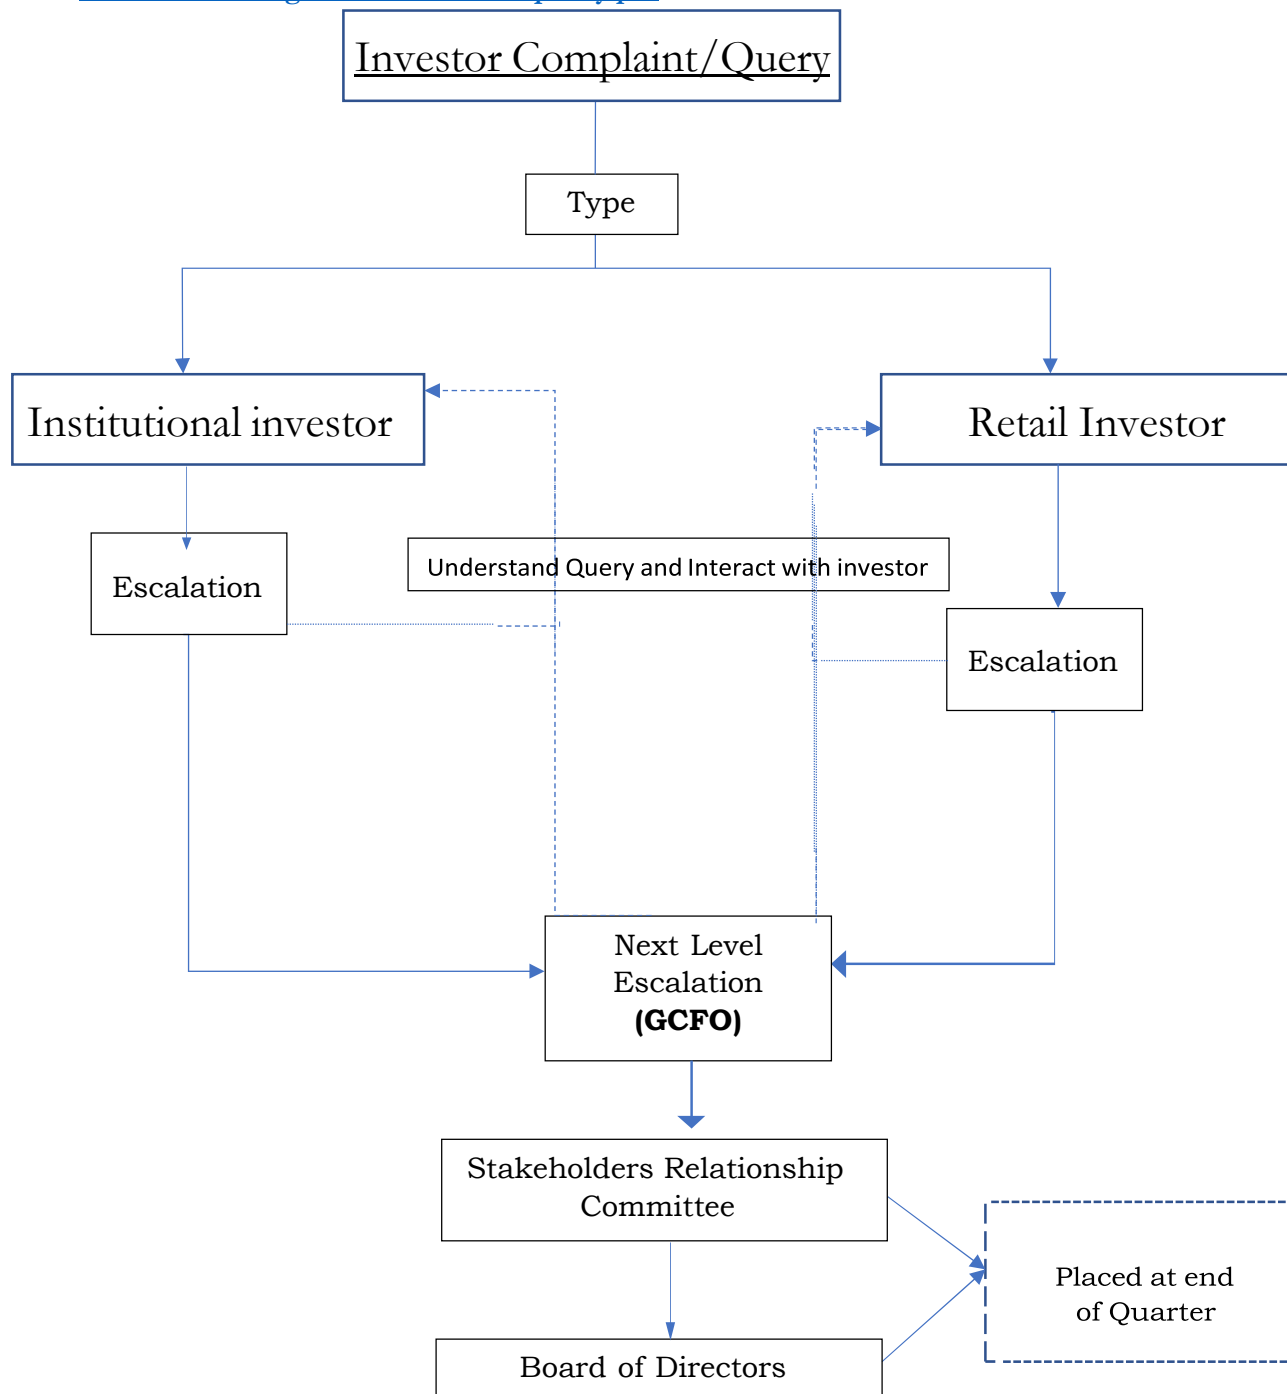 Investor Complaint/Query
Type
Institutional investor
Retail Investor
Escalation
Understand Query and Interact with investor
Escalation
Next Level
Escalation
(GCFO)
Stakeholders Relationship
Committee
Placed at end
of Quarter
Board of Directors